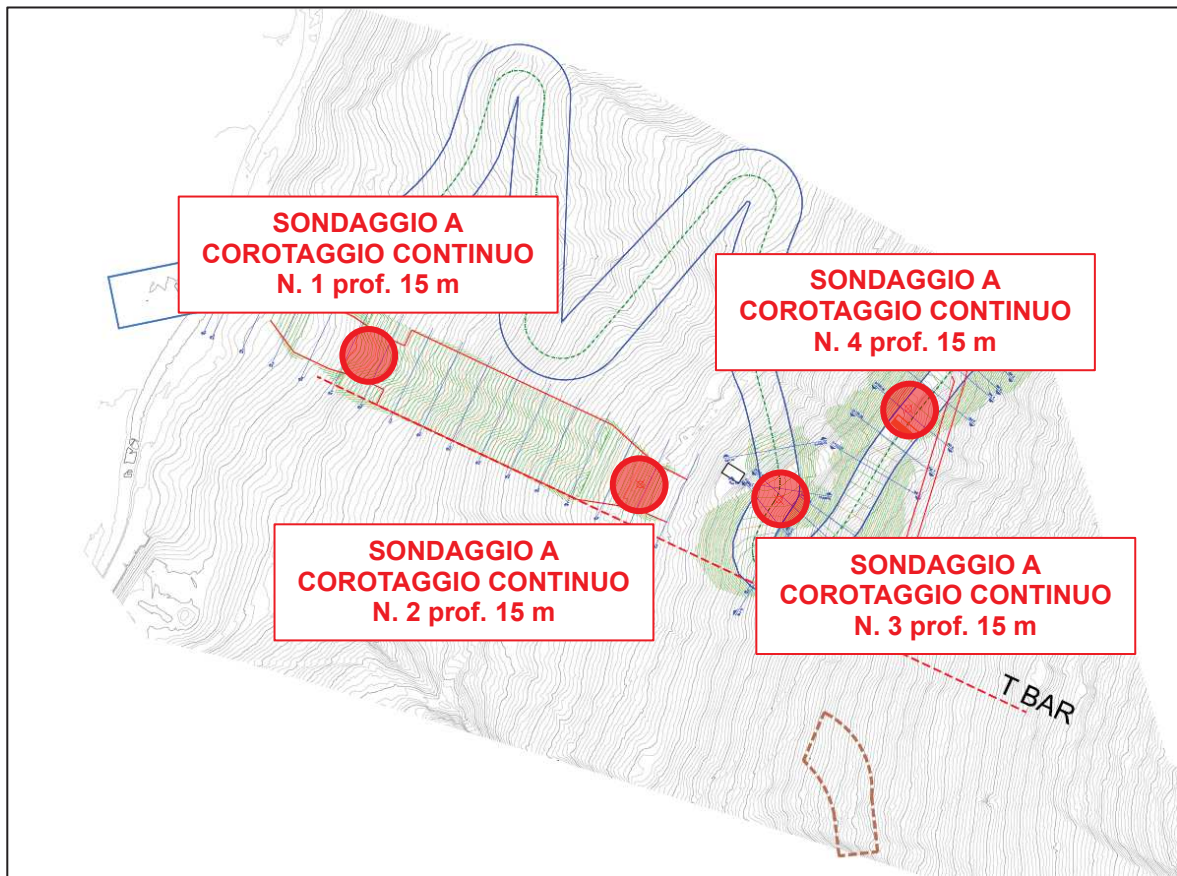 SONDAGGIO A
COROTAGGIO CONTINUO
N. 1 prof. 15 m
SONDAGGIO A
COROTAGGIO CONTINUO
N. 4 prof. 15 m
SONDAGGIO A
COROTAGGIO CONTINUO
N. 2 prof. 15 m
SONDAGGIO A
COROTAGGIO CONTINUO
N. 3 prof. 15 m
T BAR